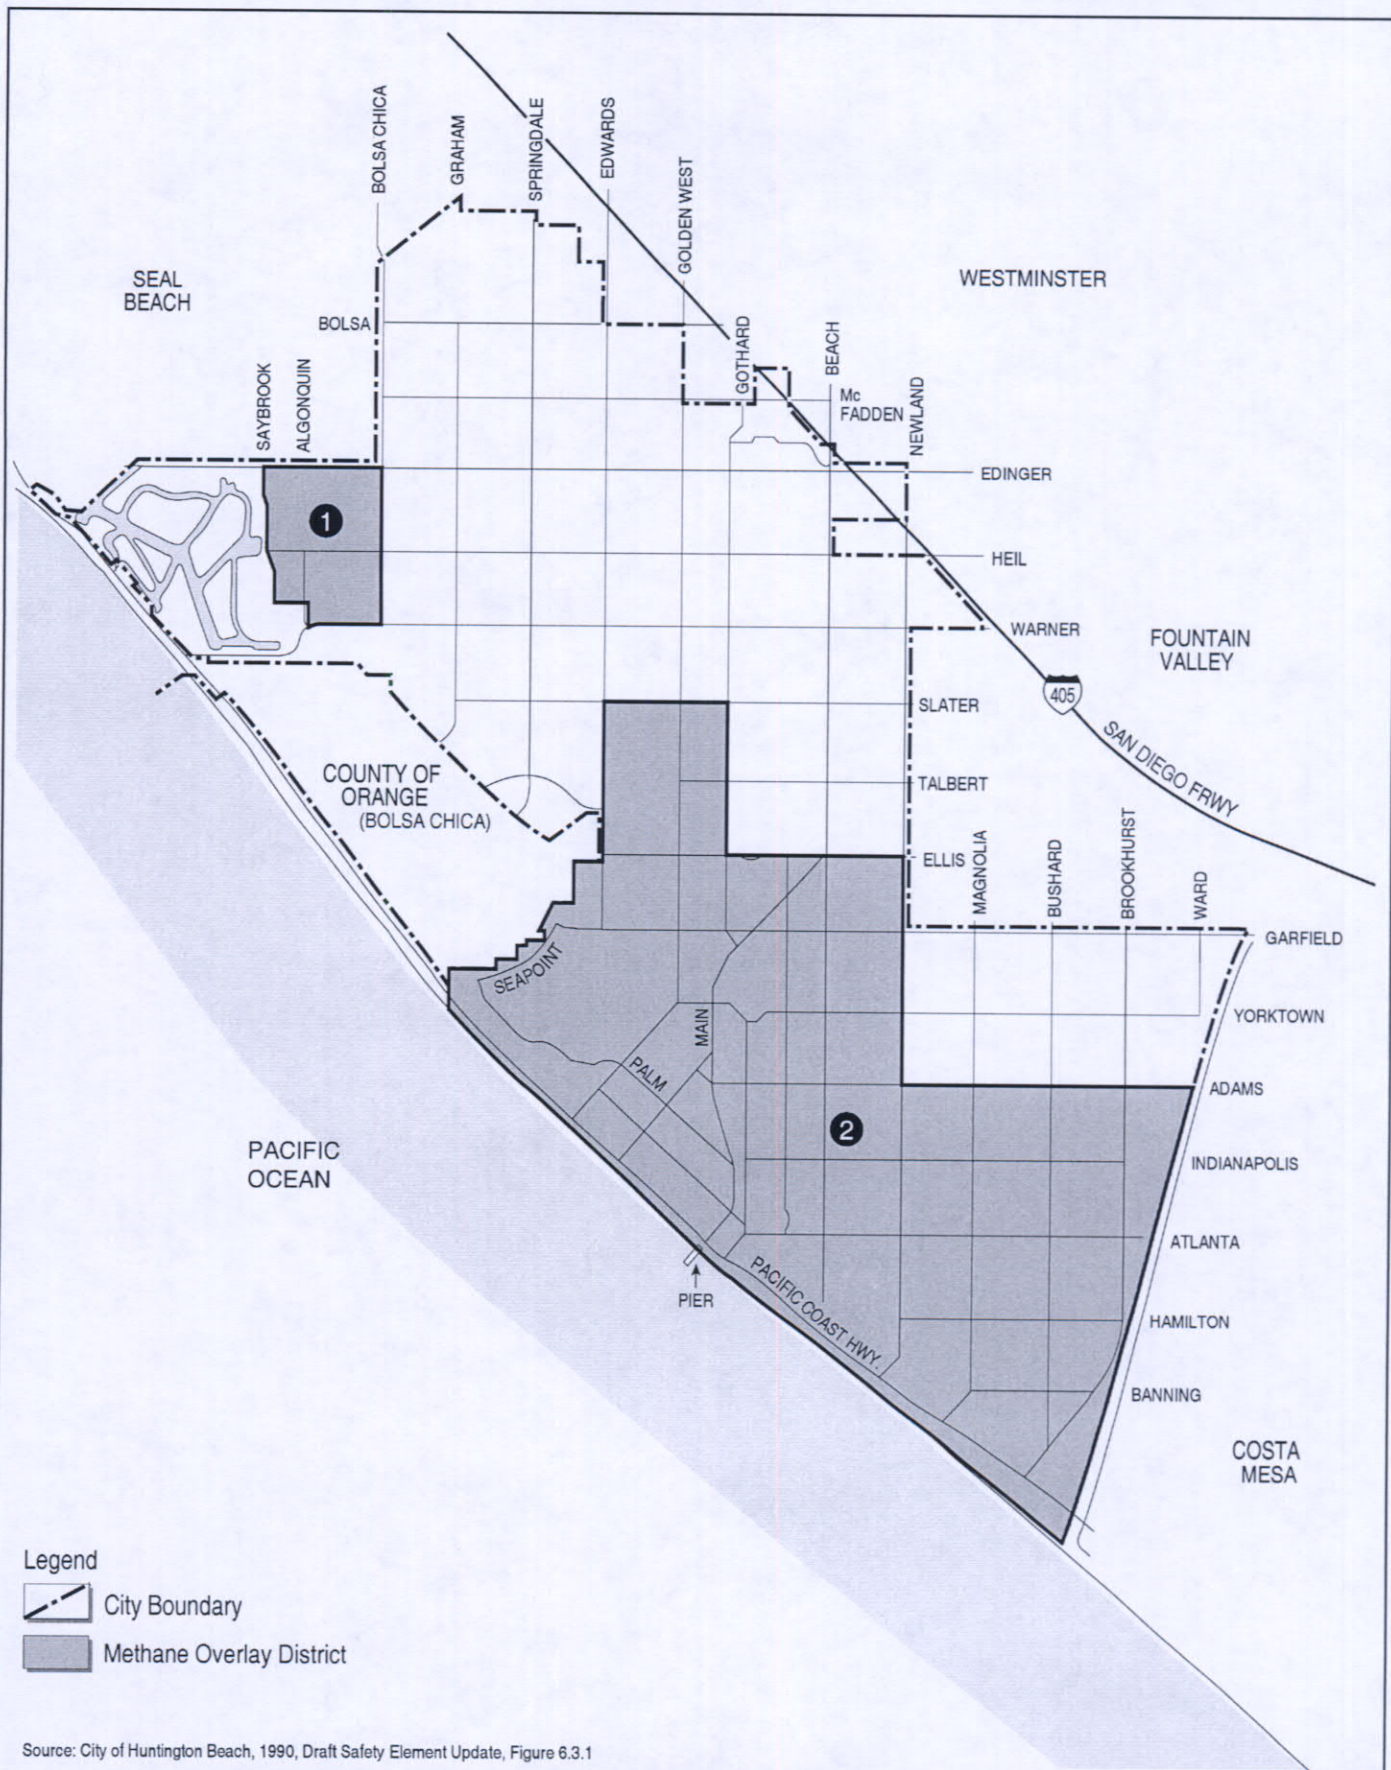 BOLSA CHICA
GRAHAM
SPRINGDALE
EDWARDS
GOLDEN WEST
SEAL
BEACH
WESTMINSTER
BOLSA
GOTHARD
BEACH
Mc
FADDEN
NEWLAND
SAYBROOK
ALGONQUIN
EDINGER
1
HEIL
WARNER
FOUNTAIN
VALLEY
405
SLATER
SAN DIEGO FRWY
COUNTY OF
ORANGE
(BOLSA CHICA)
TALBERT
ELLIS
MAGNOLIA
BUSHARD
BROOKHURST
WARD
GARFIELD
SEAPOINT
YORKTOWN
MAIN
PALM
ADAMS
2
PACIFIC
OCEAN
INDIANAPOLIS
ATLANTA
PACIFIC COAST HWY.
PIER
HAMILTON
BANNING
COSTA
MESA
Legend
City Boundary
Methane Overlay District
Source: City of Huntington Beach, 1990, Draft Safety Element Update, Figure 6.3.1